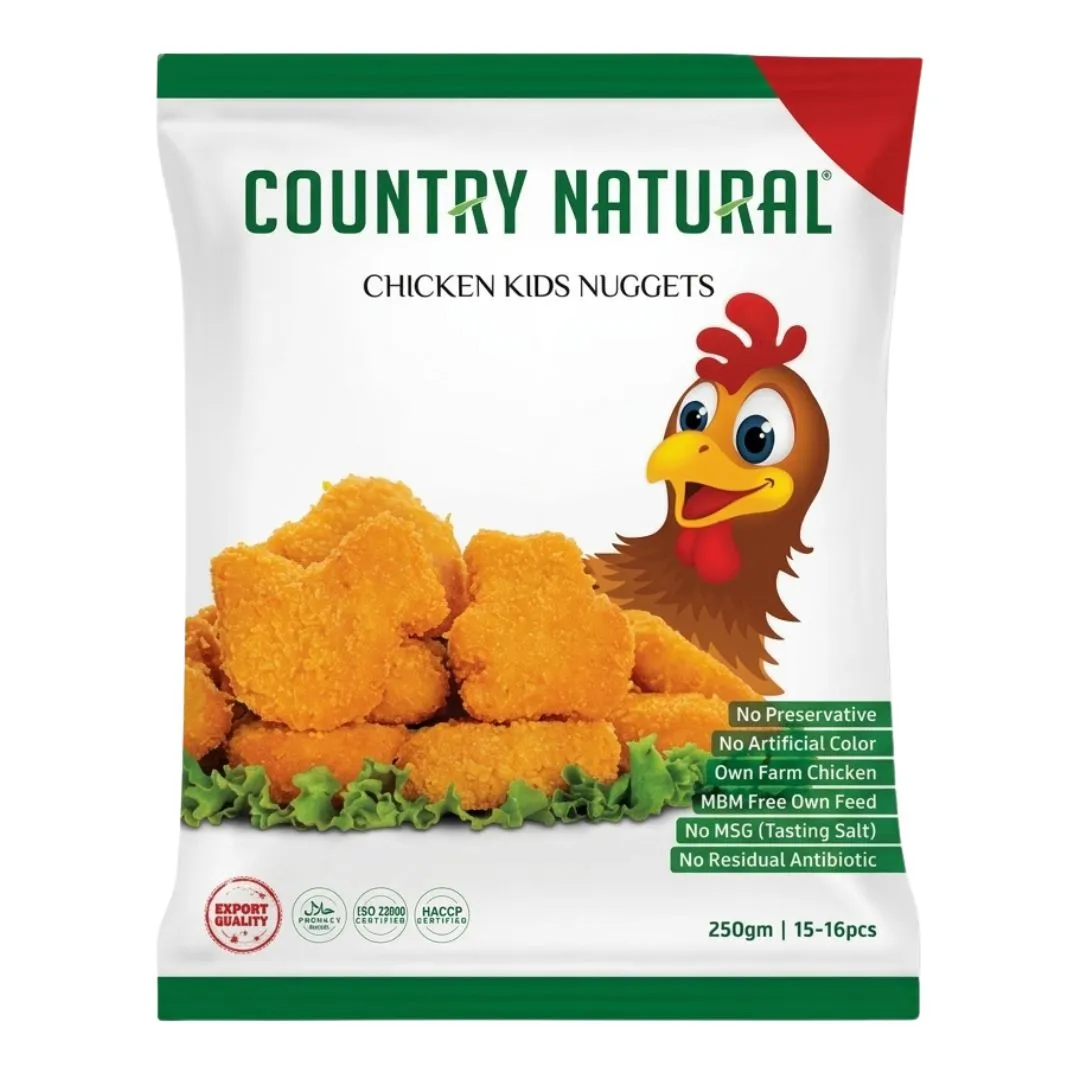 COUNTRY NATURAL®
CHICKEN KIDS NUGGETS
No Preservative
No Artificial Color
Own Farm Chicken
MBM Free Own Feed
No MSG (Tasting Salt)
No Residual Antibiotic
EXPORT
QUALITY
حلال
ISO 22000
CERTIFIED
HACCP
CERTIFIED
250gm | 15-16pcs